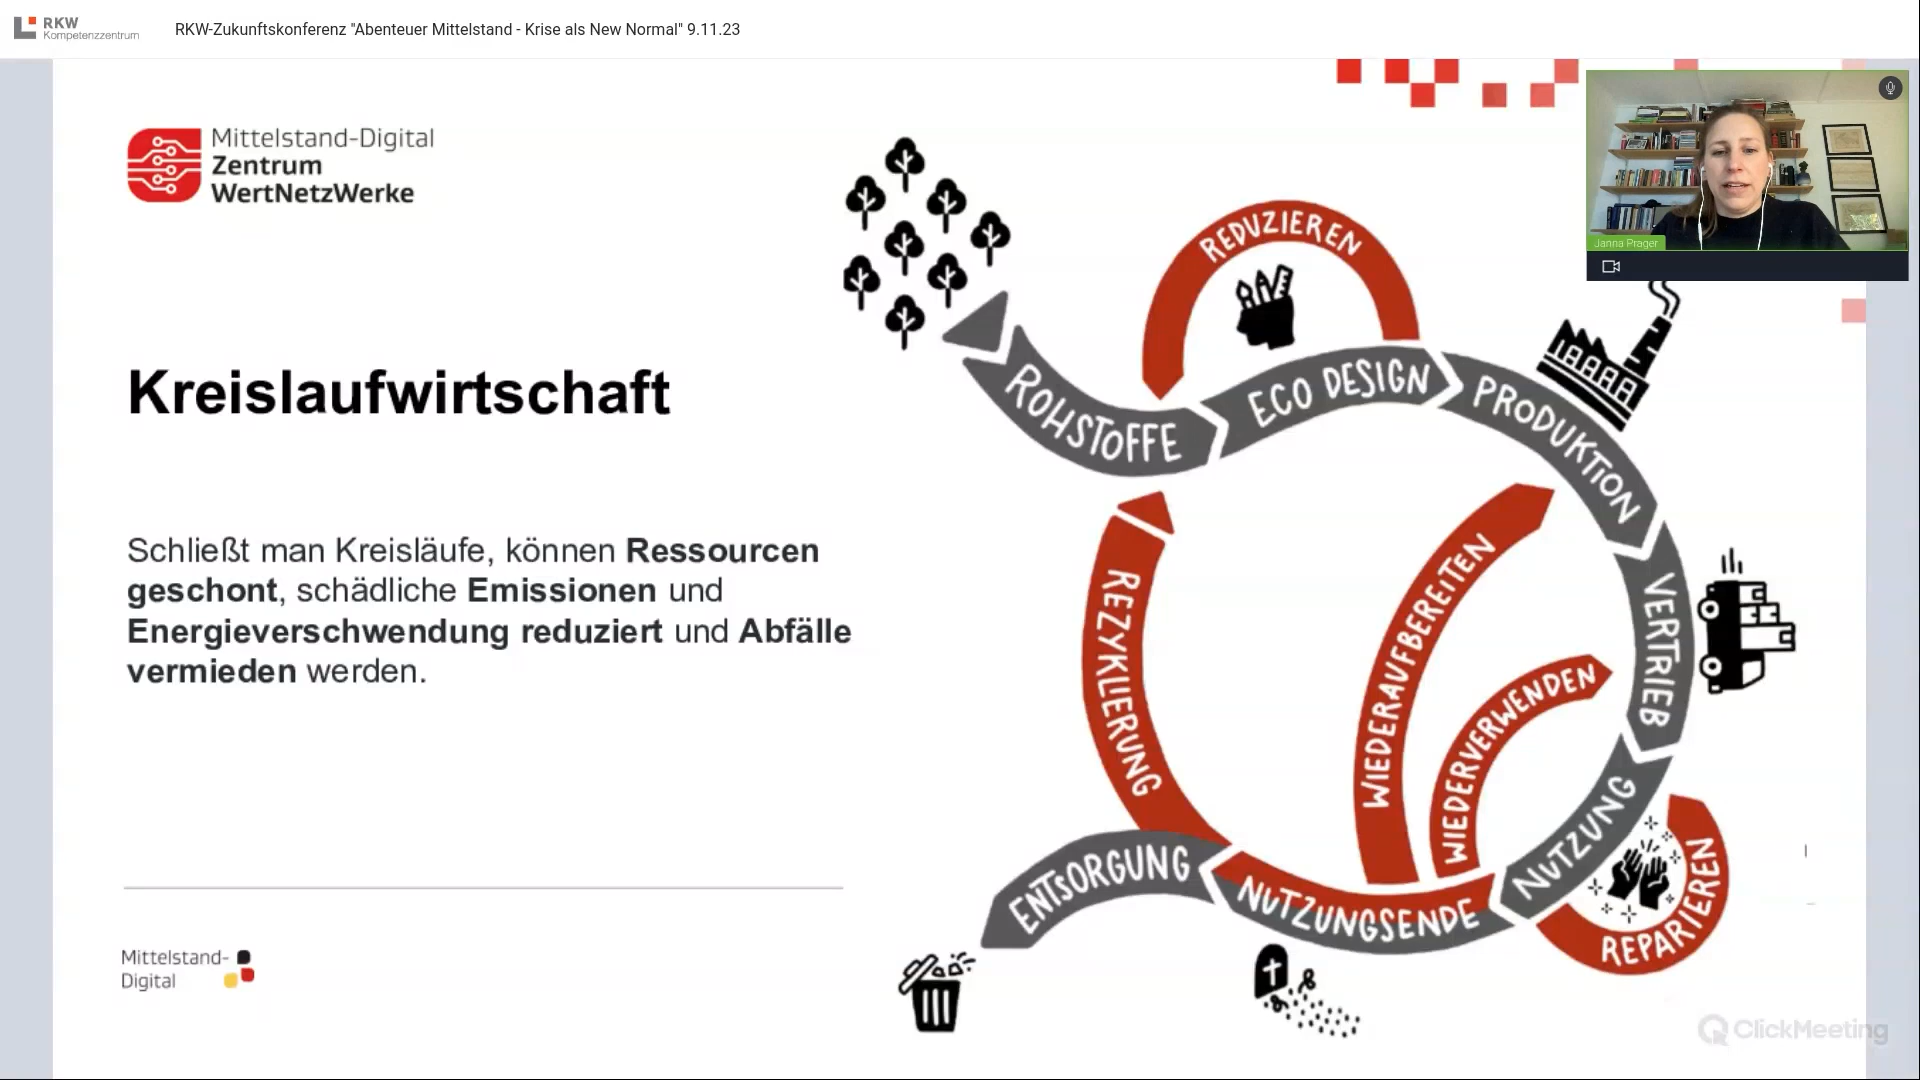 RKW
Kompetenzzentrum
RKW-Zukunftskonferenz "Abenteuer Mittelstand - Krise als New Normal" 9.11.23
Mittelstand-Digital
Zentrum
WertNetzWerke
Janna Prager
Kreislaufwirtschaft
Schließt man Kreisläufe, können Ressourcen
geschont, schädliche Emissionen und
Energieverschwendung reduziert und Abfälle
vermieden werden.
REDUZIEREN
ROHSTOFFE
ECO DESIGN
PRODUKTION
VERTRIEB
NUTZUNG
REPARIEREN
WIEDERVERWENDEN
WIEDERAUFBEREITEN
NUTZUNGSENDE
REZYKLIERUNG
ENTSORGUNG
Mittelstand-
Digital
ClickMeeting